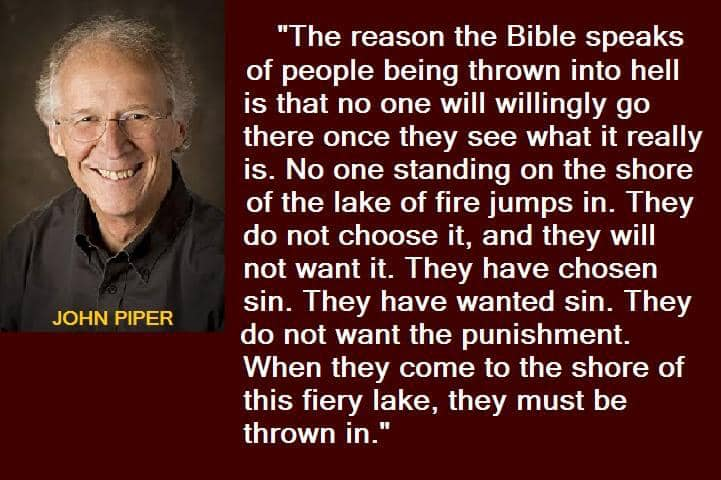 "The reason the Bible speaks
of people being thrown into hell
is that no one will willingly go
there once they see what it really
is. No one standing on the shore
of the lake of fire jumps in. They
do not choose it, and they will
not want it. They have chosen
sin. They have wanted sin. They
do not want the punishment.
When they come to the shore of
this fiery lake, they must be
thrown in."
JOHN PIPER